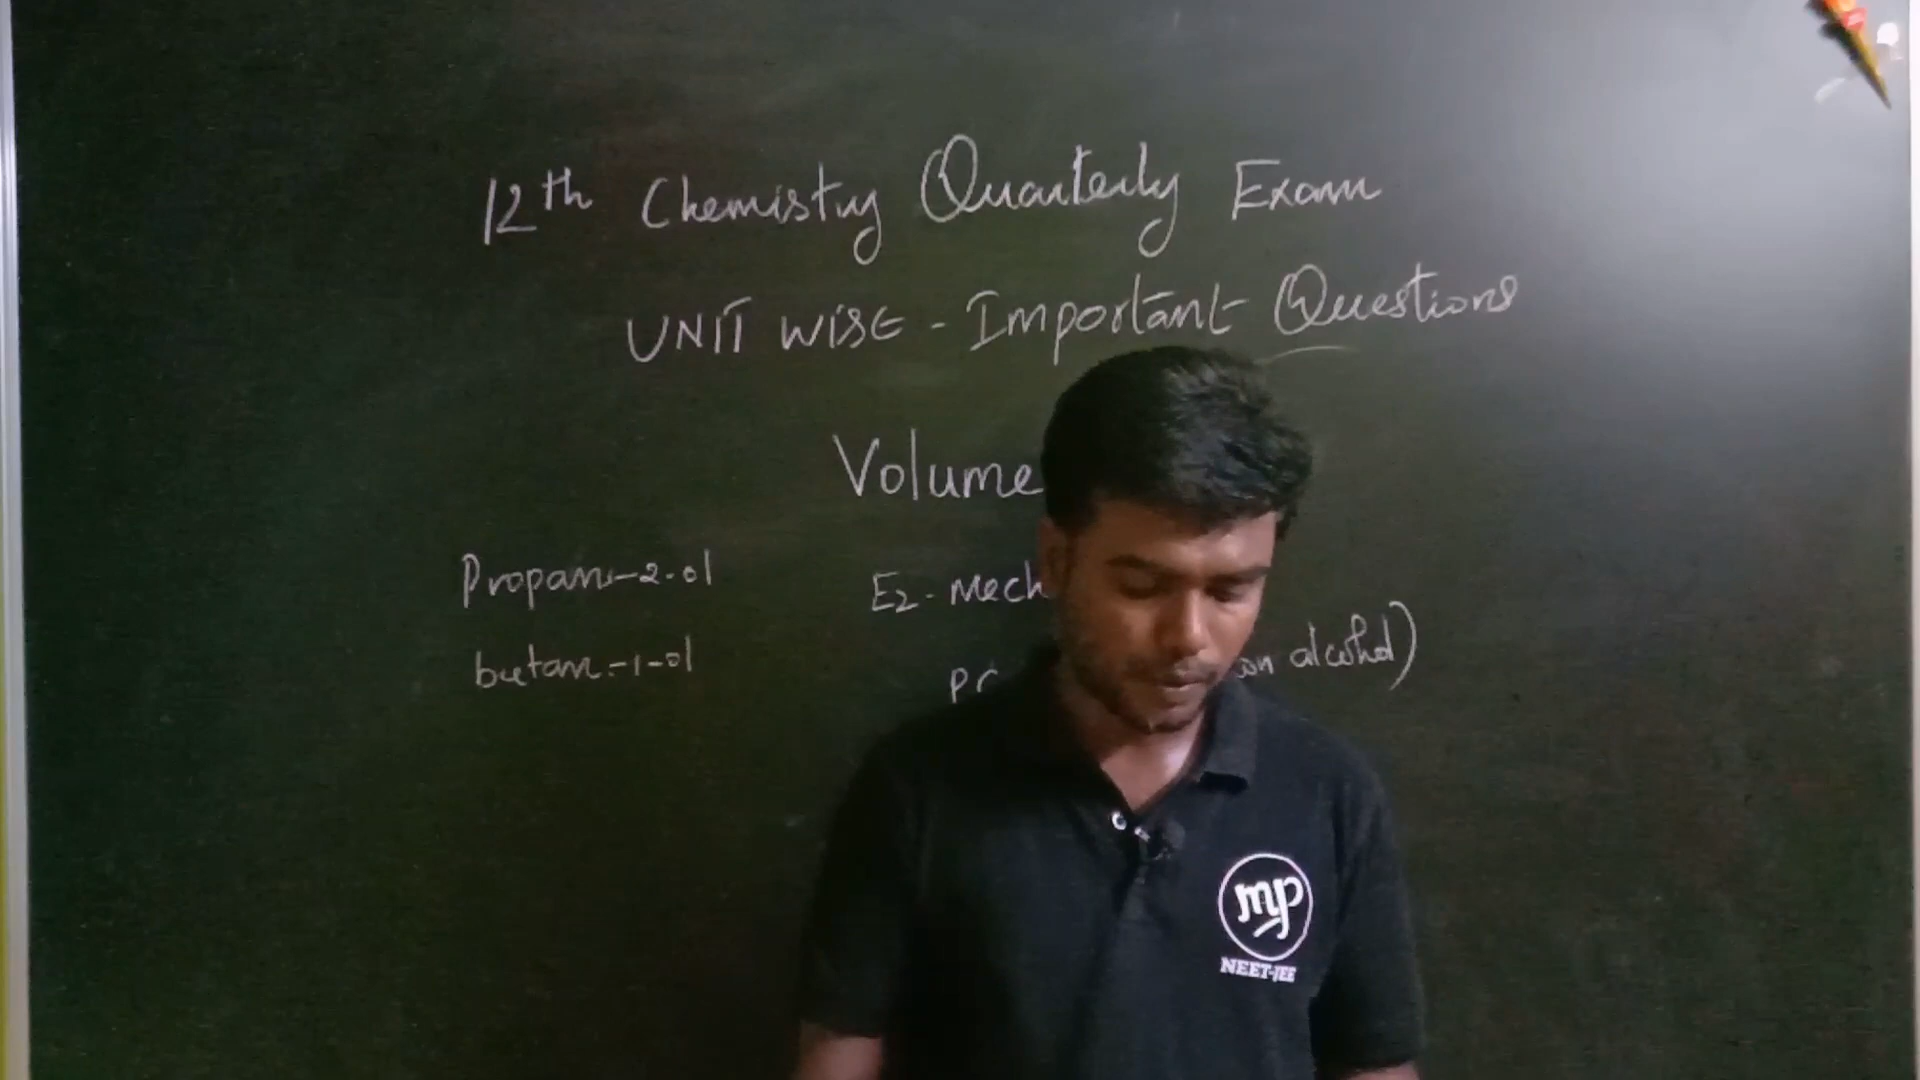 12th Chemistry Quarterly Exam
UNIT WISE - Important Questions
Volume
Propan-2-ol
E2-Mech
butan-1-ol
alcohol)
mp
NEET-JEE